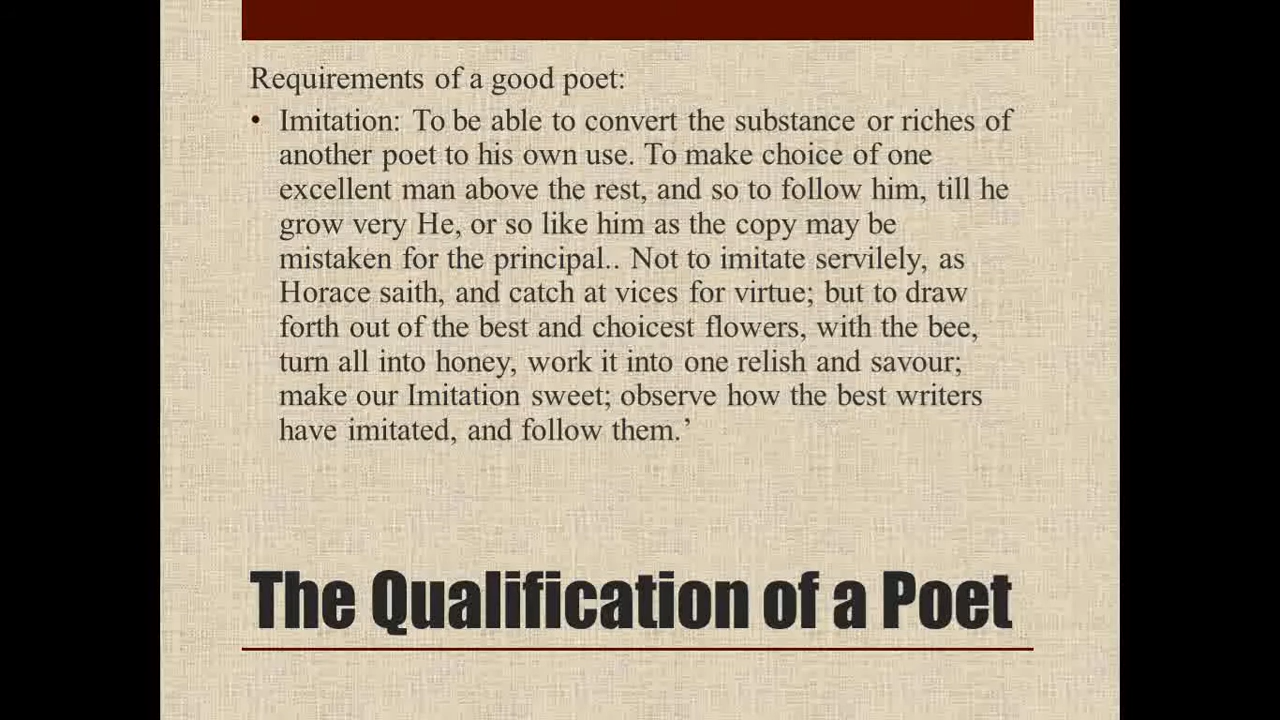 Requirements of a good poet:
• Imitation: To be able to convert the substance or riches of
another poet to his own use. To make choice of one
excellent man above the rest, and so to follow him, till he
grow very He, or so like him as the copy may be
mistaken for the principal.. Not to imitate servilely, as
Horace saith, and catch at vices for virtue; but to draw
forth out of the best and choicest flowers, with the bee,
turn all into honey, work it into one relish and savour;
make our Imitation sweet; observe how the best writers
have imitated, and follow them.’
The Qualification of a Poet